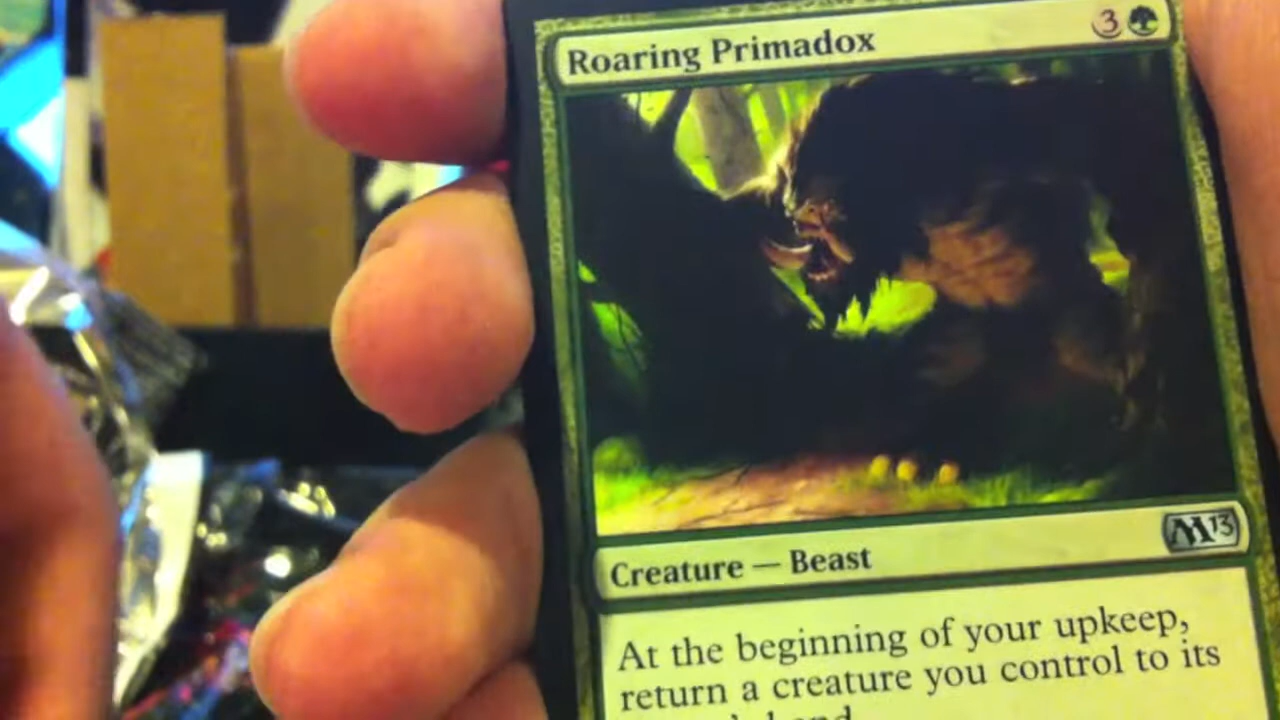 Roaring Primadox 3
M13
Creature — Beast
At the beginning of your upkeep,
return a creature you control to its